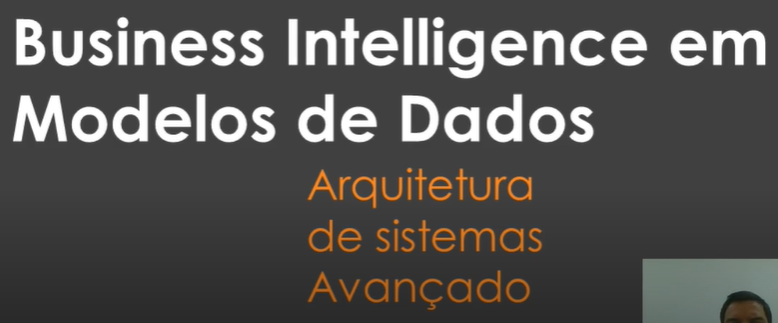 Business Intelligence em
Modelos de Dados
Arquitetura
de sistemas
Avançado